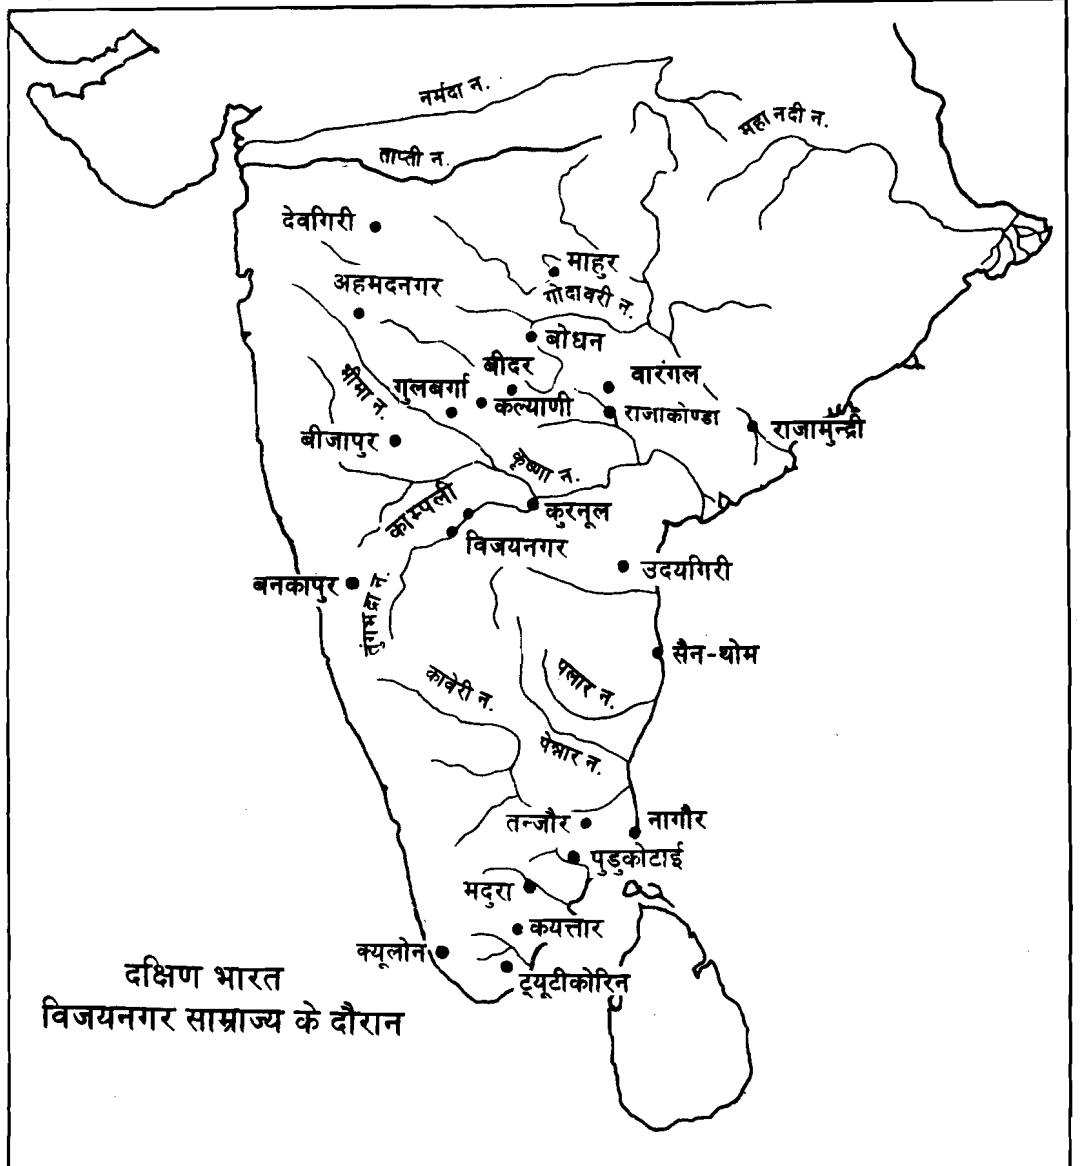 नर्मदा न.
महा नदी न.
ताप्ती न.
देवगिरी
माहुर
अहमदनगर
गोदावरी न.
बोधन
बीदर
वारंगल
भीमा न.
गुलबर्गा
कल्याणी
राजाकोण्डा
राजामुन्द्री
बीजापुर
कृष्णा न.
काम्पली
कुरनूल
विजयनगर
उदयगिरी
बनकापुर
तुंगभद्रा न.
सैन-थोम
पलार न.
कावेरी न.
पेन्नार न.
तन्जौर
नागौर
पुडुकोटाई
मदुरा
कयत्तार
क्यूलोन
ट्यूटीकोरिन
दक्षिण भारत
विजयनगर साम्राज्य के दौरान